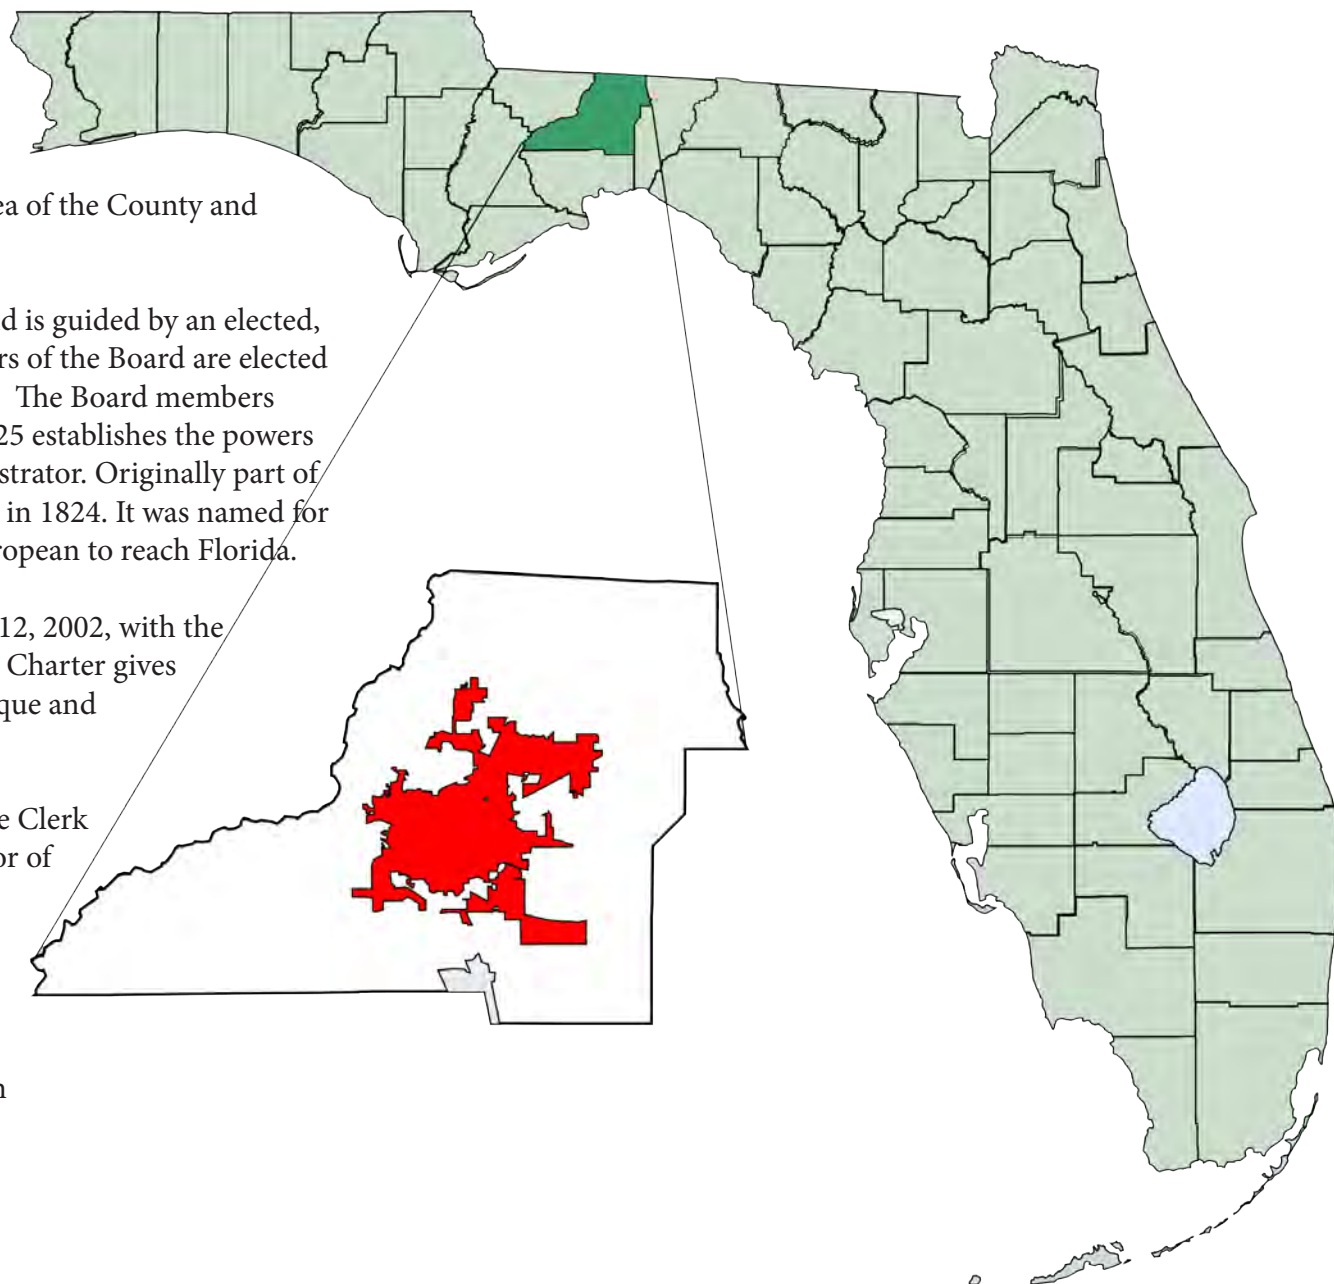 ea of the County and
d is guided by an elected,
rs of the Board are elected
The Board members
25 establishes the powers
strator. Originally part of
in 1824. It was named for
ropean to reach Florida.
12, 2002, with the
Charter gives
que and
e Clerk
or of
n